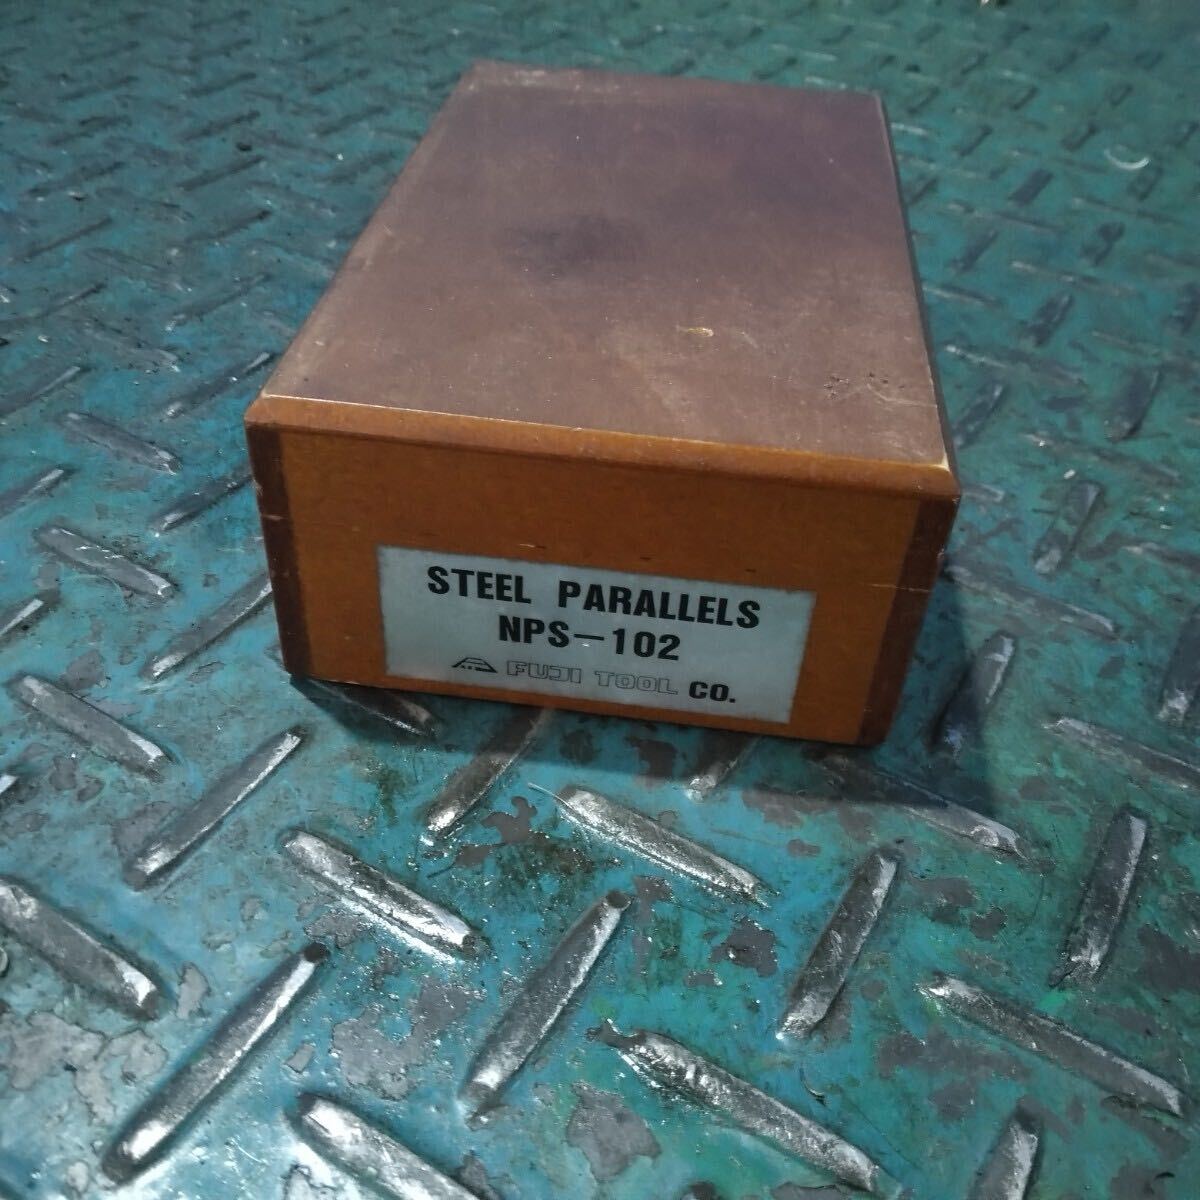 STEEL PARALLELS
NPS-102
FUJI TOOL CO.